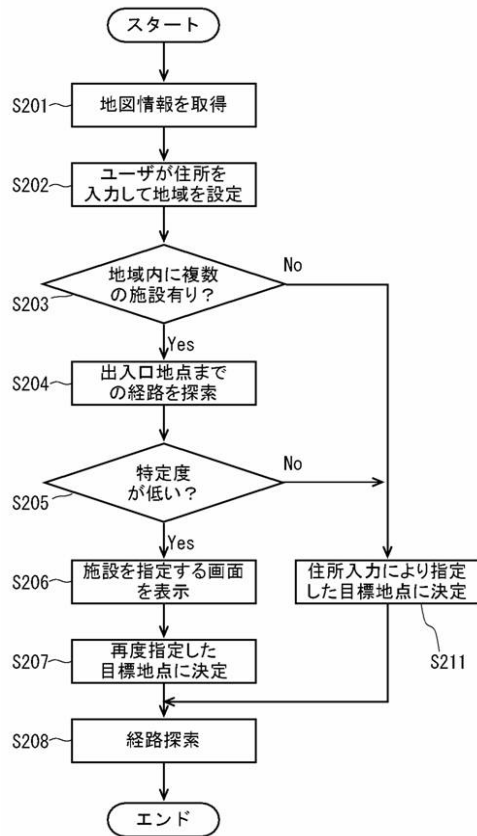 スタート
S201
地図情報を取得
S202
ユーザが住所を
入力して地域を設定
S203
地域内に複数
の施設有り?
No
Yes
S204
出入口地点まで
の経路を探索
S205
特定度
が低い?
No
Yes
S206
施設を指定する画面
を表示
住所入力により指定
した目標地点に決定
S211
S207
再度指定した
目標地点に決定
S208
経路探索
エンド